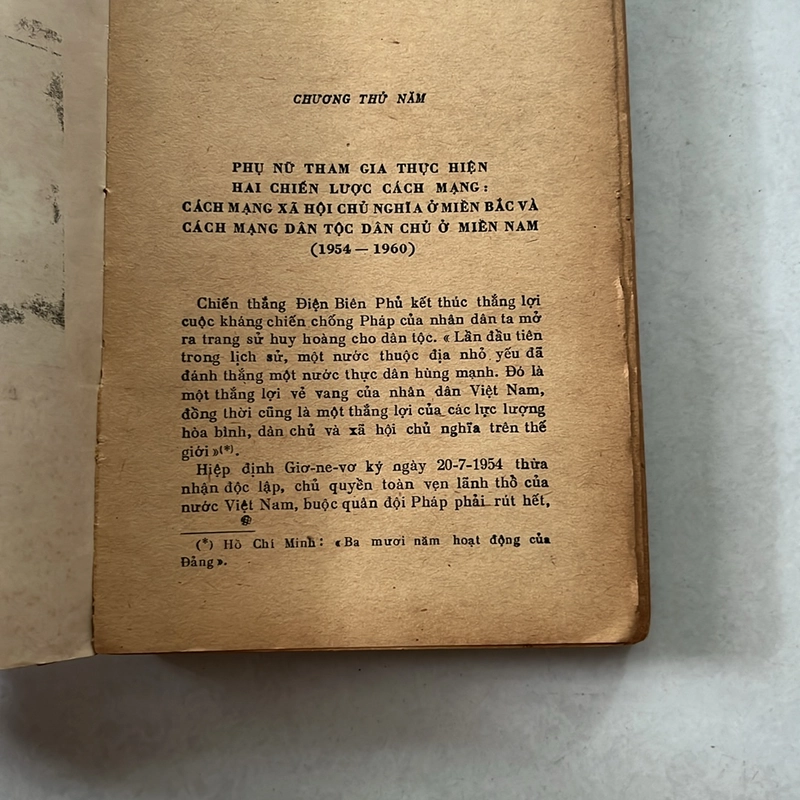 CHƯƠNG THỨ NĂM
PHỤ NỮ THAM GIA THỰC HIỆN
HAI CHIẾN LƯỢC CÁCH MẠNG :
CÁCH MẠNG XÃ HỘI CHỦ NGHĨA Ở MIỀN BẮC VÀ
CÁCH MẠNG DÂN TỘC DÂN CHỦ Ở MIỀN NAM
(1954 — 1960)
Chiến thắng Điện Biên Phủ kết thúc thắng lợi
cuộc kháng chiến chống Pháp của nhân dân ta mở
ra trang sử huy hoàng cho dân tộc. « Lần đầu tiên
trong lịch sử, một nước thuộc địa nhỏ yếu đã
đánh thắng một nước thực dân hùng mạnh. Đó là
một thắng lợi vẻ vang của nhân dân Việt Nam,
đồng thời cũng là một thắng lợi của các lực lượng
hòa bình, dân chủ và xã hội chủ nghĩa trên thế
giới »(*).
Hiệp định Giơ-ne-vơ ký ngày 20-7-1954 thừa
nhận độc lập, chủ quyền toàn vẹn lãnh thổ của
nước Việt Nam, buộc quân đội Pháp phải rút hết,
(*) Hồ Chí Minh : « Ba mươi năm hoạt động của
Đảng ».